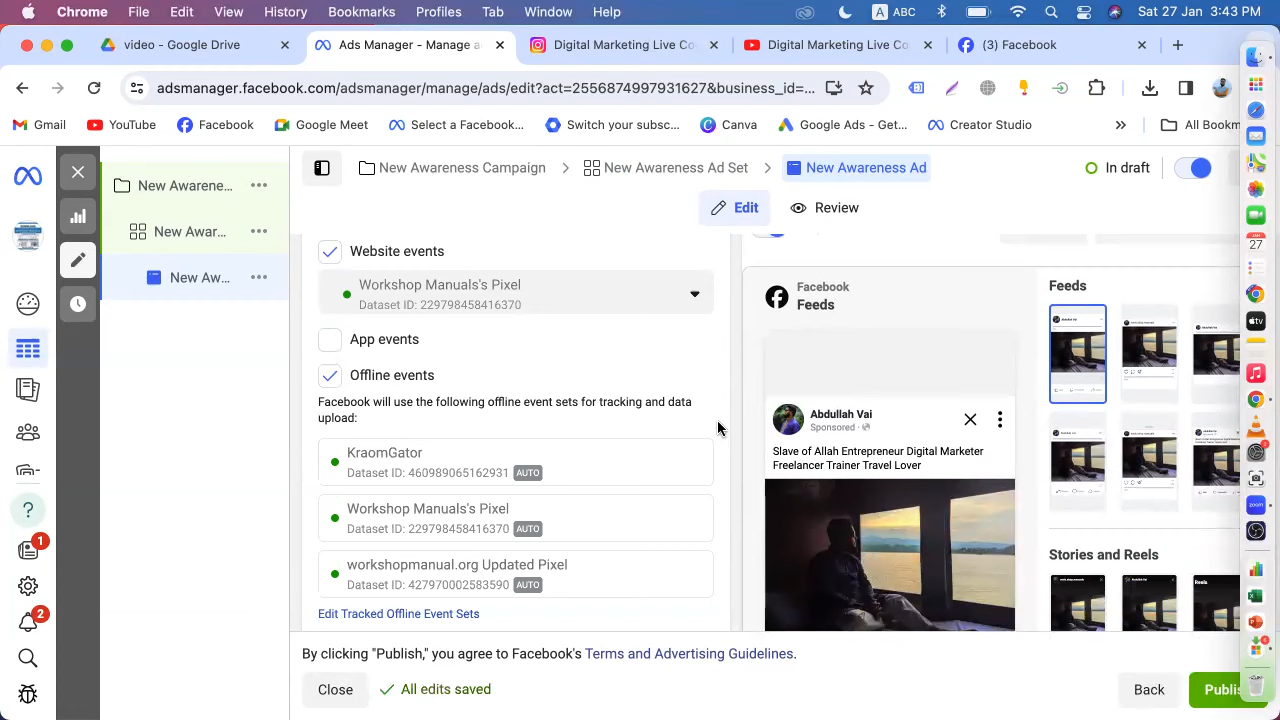 Chrome File Edit View History Bookmarks Profiles Tab Window Help ABC Sat 27 Jan 3:43 PM
video - Google Drive
Ads Manager - Manage a
Digital Marketing Live Co
Digital Marketing Live Co
(3) Facebook
adsmanager.facebook.com/adsmanager/manage/ads/edit?act=2556874997931627&business_id=...
Gmail YouTube Facebook Google Meet Select a Facebook... Switch your subsc... Canva Google Ads - Get... Creator Studio » All Bookm
New Awarene...
New Awar...
New Aw...
New Awareness Campaign
New Awareness Ad Set
New Awareness Ad
In draft
Edit
Review
Website events
Workshop Manuals's Pixel
Dataset ID: 229798458416370
App events
Offline events
Facebook will use the following offline event sets for tracking and data
upload:
KraomGator
Dataset ID: 460989065162931 AUTO
Workshop Manuals's Pixel
Dataset ID: 229798458416370 AUTO
workshopmanual.org Updated Pixel
Dataset ID: 427970002583590 AUTO
Edit Tracked Offline Event Sets
Facebook
Feeds
Abdullah Vai
Sponsored ·
Slave of Allah Entrepreneur Digital Marketer
Freelancer Trainer Travel Lover
Feeds
Stories and Reels
Reels
By clicking "Publish," you agree to Facebook's Terms and Advertising Guidelines.
Close
All edits saved
Back
Publis
?
1
2
JAN
27
tv
zoom